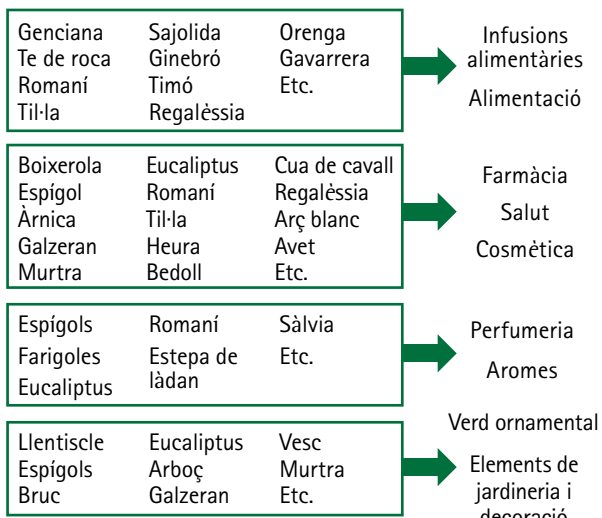 Genciana Sajolida Orenga
Te de roca Ginebró Gavarrera
Romaní Timó Etc.
Til·la Regalèssia
Infusions
alimentàries
Alimentació
Boixerola Eucaliptus Cua de cavall
Espígol Romaní Regalèssia
Àrnica Til·la Arç blanc
Galzeran Heura Avet
Murtra Bedoll Etc.
Farmàcia
Salut
Cosmètica
Espígols Romaní Sàlvia
Farigoles Estepa de Etc.
Eucaliptus làdan
Perfumeria
Aromes
Llentiscle Eucaliptus Vesc
Espígols Arboç Murtra
Bruc Galzeran Etc.
Verd ornamental
Elements de
jardineria i
decoració